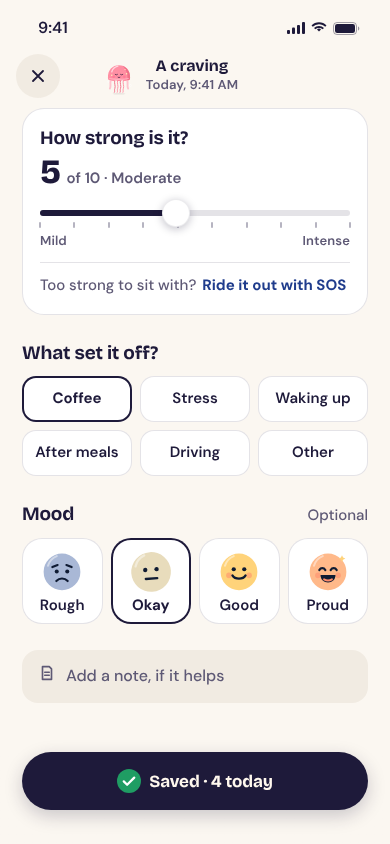 9:41
A craving
Today, 9:41 AM
How strong is it?
5 of 10 · Moderate
Mild Intense
Too strong to sit with? Ride it out with SOS
What set it off?
Coffee Stress Waking up
After meals Driving Other
Mood Optional
Rough Okay Good Proud
Add a note, if it helps
Saved · 4 today